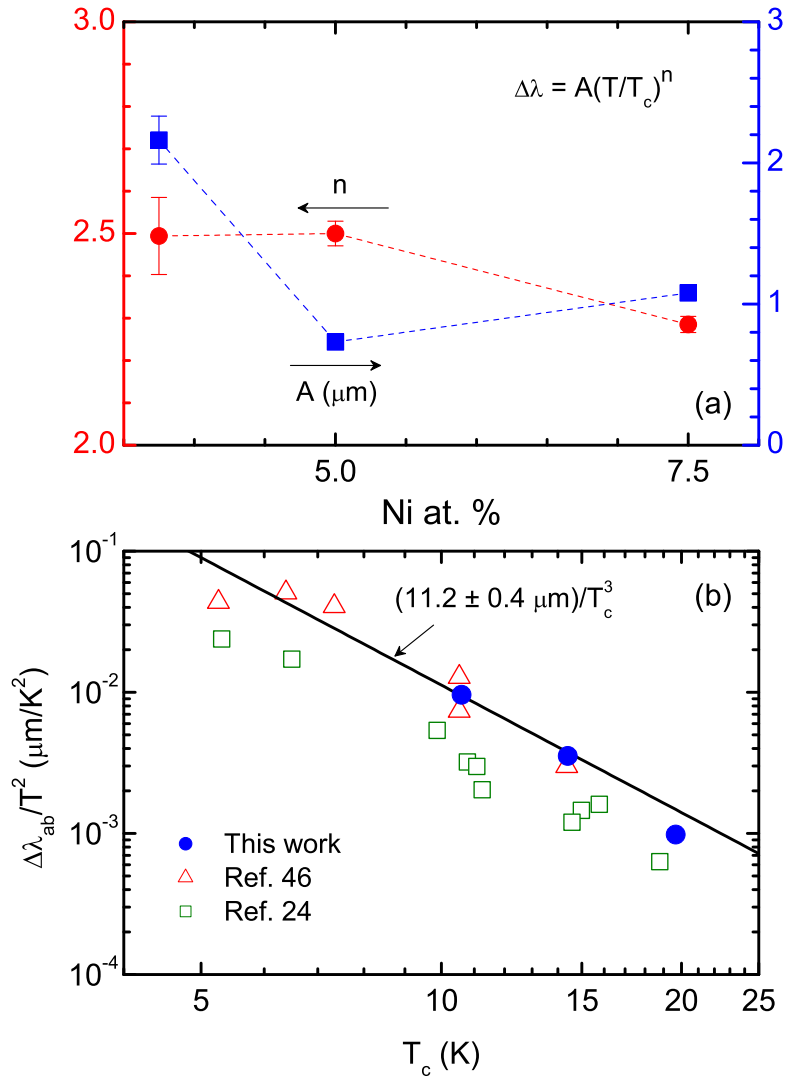 3.0
3
Δλ = A(T/T_c)^n
2
n
2.5
1
A (μm)
(a)
2.0
0
5.0
7.5
Ni at. %
10^-1
(11.2 ± 0.4 μm)/T_c^3
(b)
10^-2
Δλ_ab/T^2 (μm/K^2)
10^-3
This work
Ref. 46
Ref. 24
10^-4
5
10
15
20
25
T_c (K)